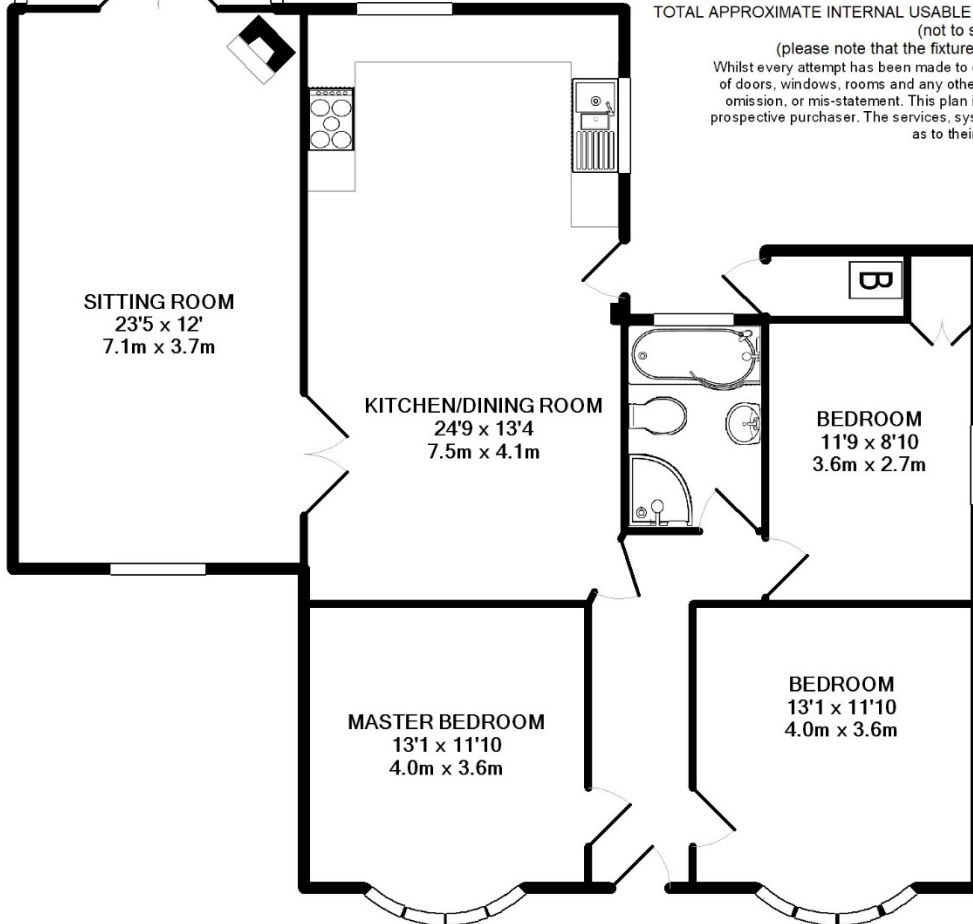 TOTAL APPROXIMATE INTERNAL USABLE
(not to s
(please note that the fixture
Whilst every attempt has been made to
of doors, windows, rooms and any othe
omission, or mis-statement. This plan i
prospective purchaser. The services, sys
as to thei
SITTING ROOM
23'5 x 12'
7.1m x 3.7m
KITCHEN/DINING ROOM
24'9 x 13'4
7.5m x 4.1m
B
BEDROOM
11'9 x 8'10
3.6m x 2.7m
MASTER BEDROOM
13'1 x 11'10
4.0m x 3.6m
BEDROOM
13'1 x 11'10
4.0m x 3.6m